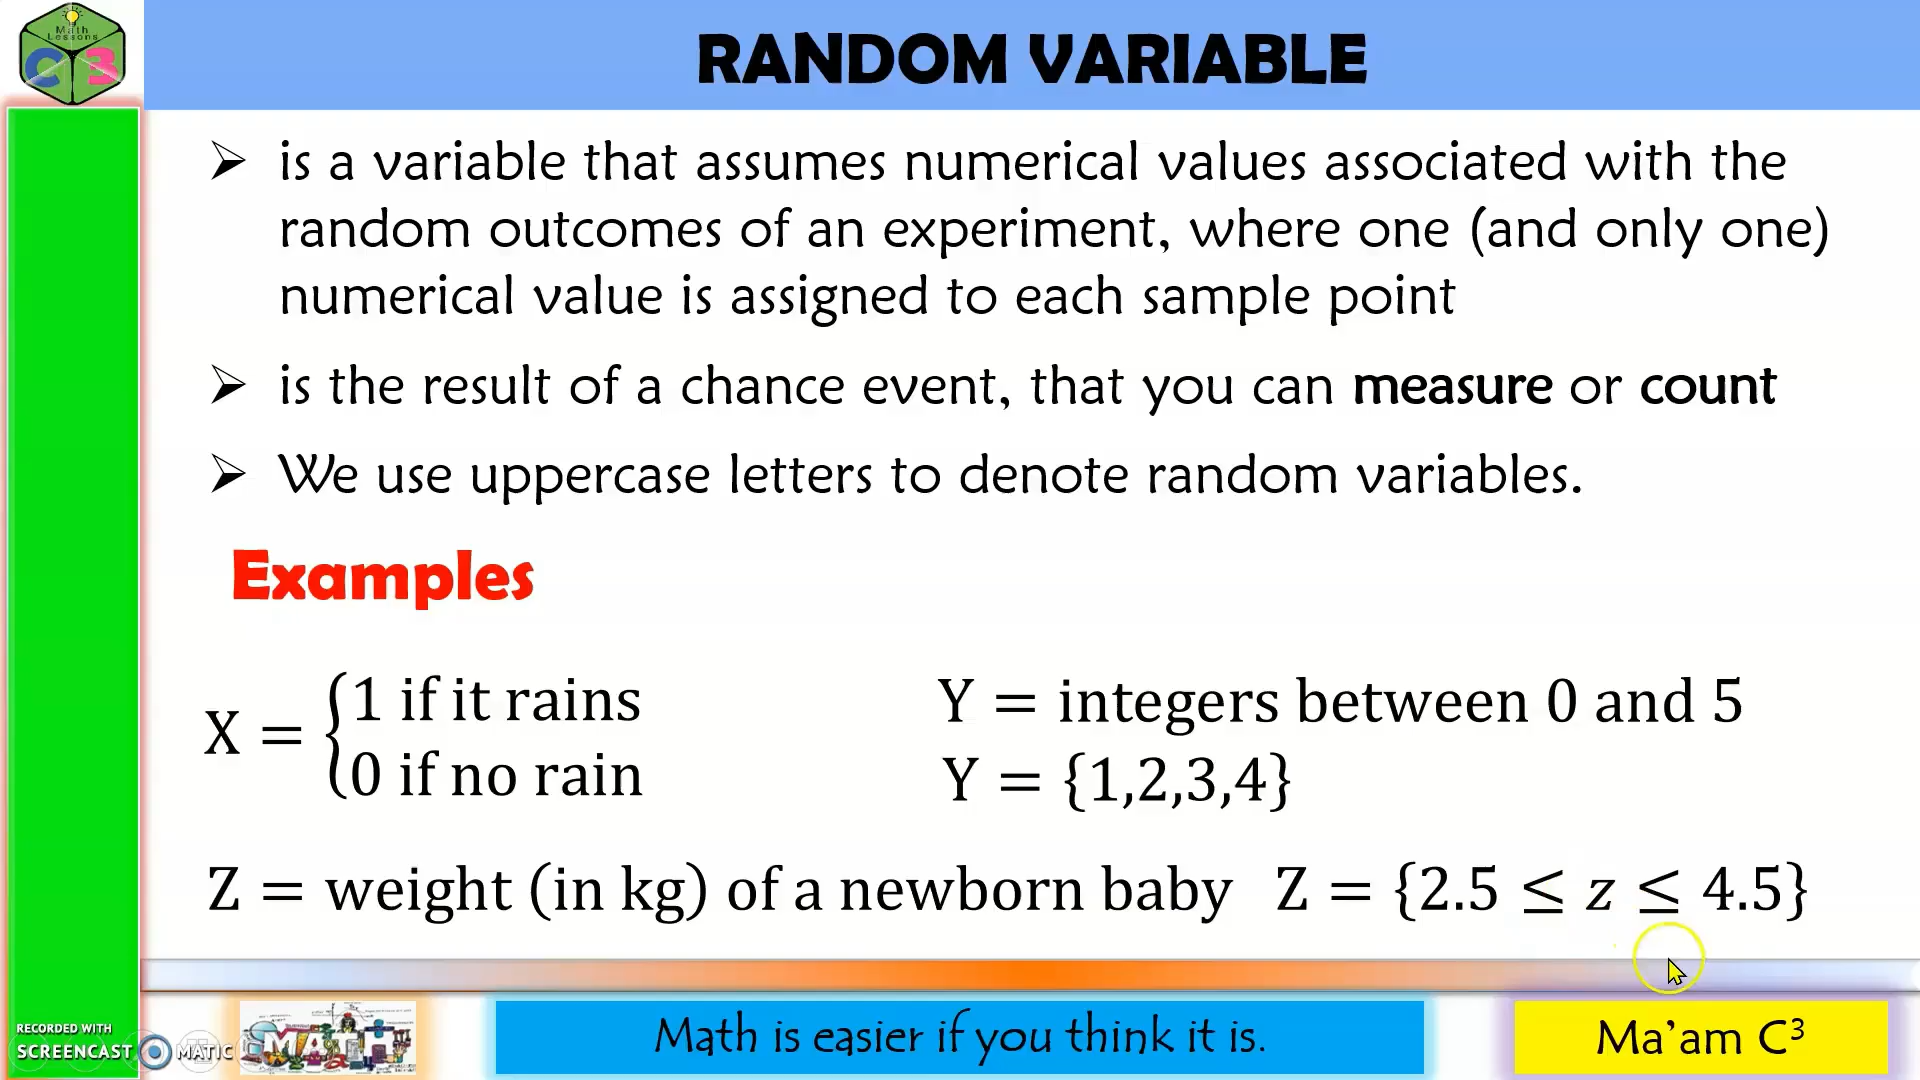 Math
Lessons
C 3
RANDOM VARIABLE
➢ is a variable that assumes numerical values associated with the
random outcomes of an experiment, where one (and only one)
numerical value is assigned to each sample point
➢ is the result of a chance event, that you can measure or count
➢ We use uppercase letters to denote random variables.
Examples
X = {1 if it rains
0 if no rain
Y = integers between 0 and 5
Y = {1,2,3,4}
Z = weight (in kg) of a newborn baby Z = {2.5 ≤ z ≤ 4.5}
RECORDED WITH
SCREENCAST MATIC
MATH
Math is easier if you think it is.
Ma’am C³